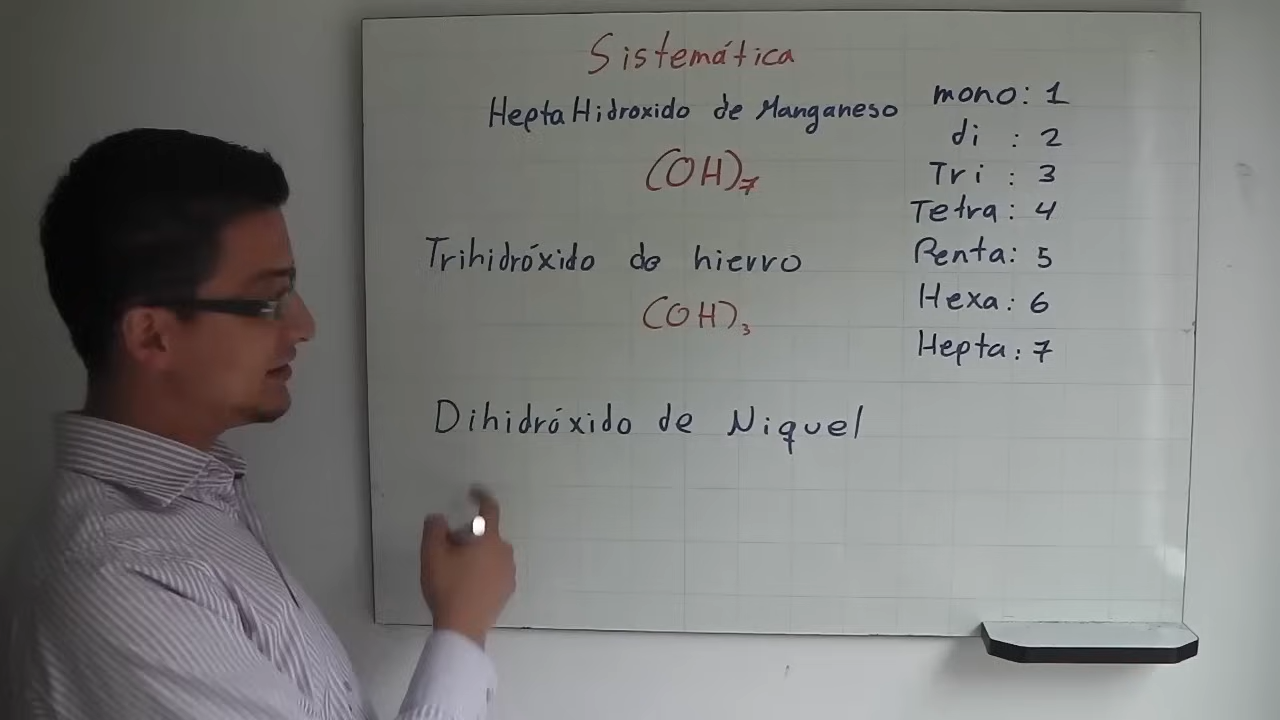 Sistemática
HeptaHidroxido de Manganeso
(OH)7
Trihidróxido de hierro
(OH)3
Dihidróxido de Niquel
mono: 1
di : 2
Tri : 3
Tetra: 4
Penta: 5
Hexa: 6
Hepta: 7